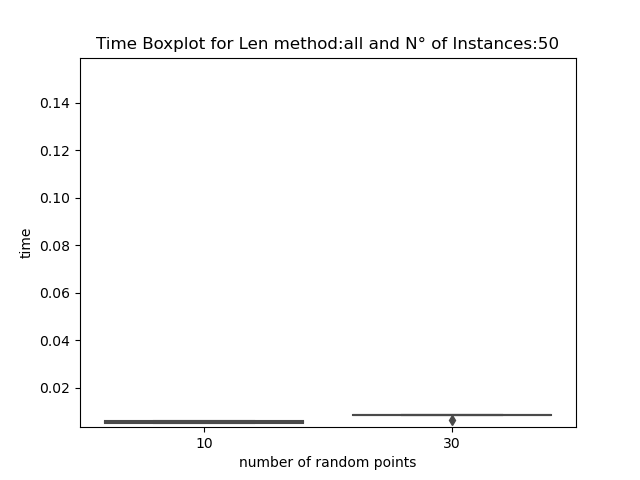 Time Boxplot for Len method:all and N° of Instances:50
0.14
0.12
0.10
0.08
0.06
0.04
0.02
time
10 30
number of random points